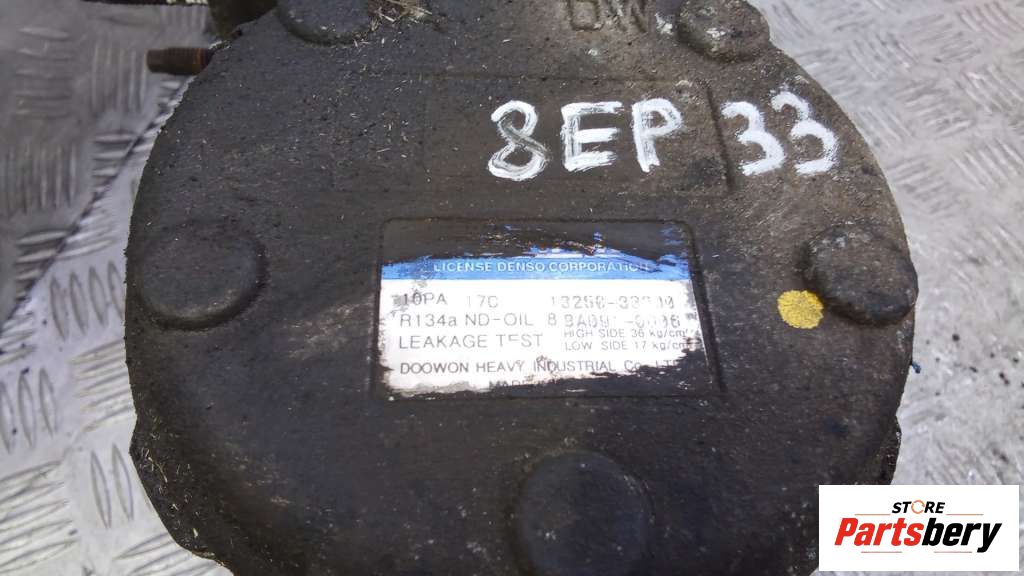 DW
8EP 33
LICENSE DENSO CORPORATION
10PA 17C
R134a ND-OIL 8
HIGH SIDE 36 kg/cm²
LEAKAGE TEST LOW SIDE 17 kg/cm²
DOOWON HEAVY INDUSTRIAL Co., LTD
STORE
Partsbery